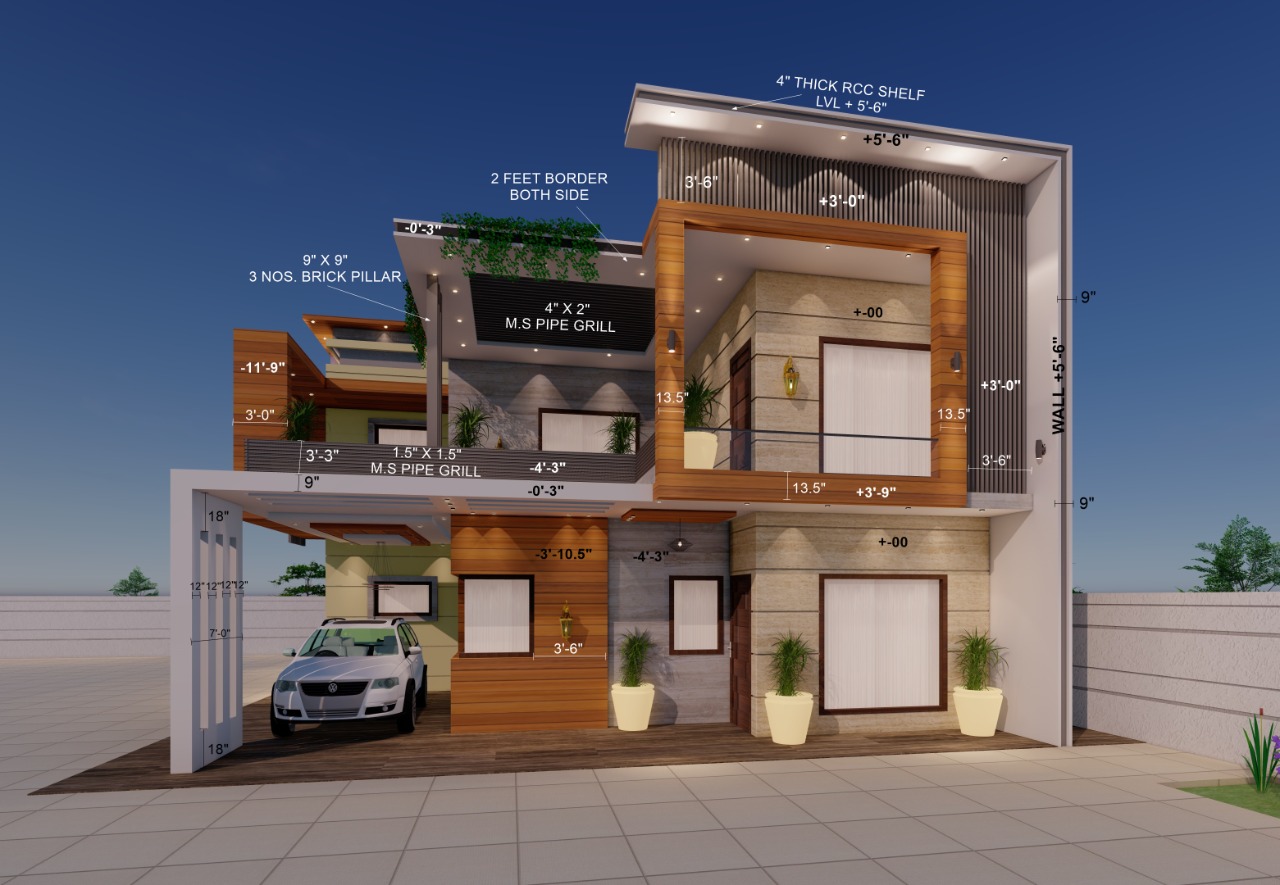 4" THICK RCC SHELF
LVL + 5'-6"
+5'-6"
2 FEET BORDER
BOTH SIDE
3'-6"
+3'-0"
-0'-3"
9" X 9"
3 NOS. BRICK PILLAR
4" X 2"
M.S PIPE GRILL
+-00
9"
-11'-9"
WALL +5'-6"
+3'-0"
13.5"
13.5"
3'-0"
3'-3"
1.5" X 1.5"
M.S PIPE GRILL
-4'-3"
3'-6"
9"
-0'-3"
13.5"
+3'-9"
9"
18"
-3'-10.5"
-4'-3"
+-00
12"12"12"12"
7'-0"
3'-6"
18"